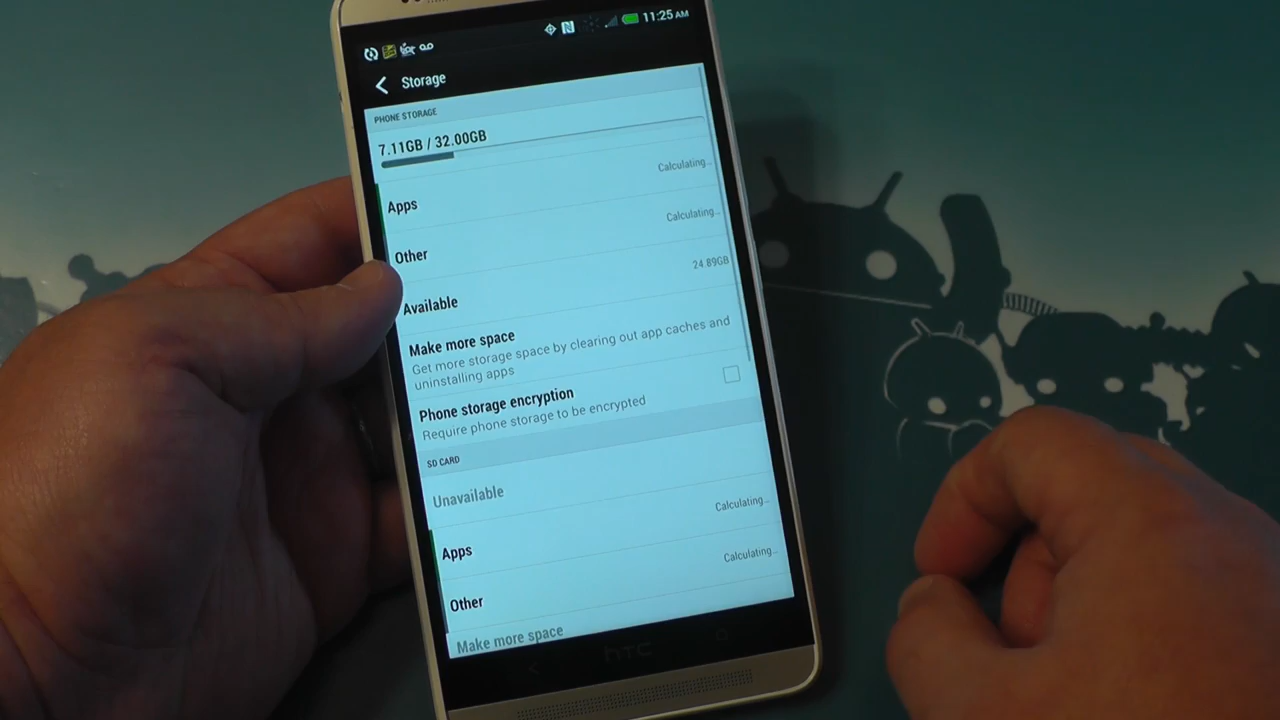 11:25 AM
Storage
PHONE STORAGE
7.11GB / 32.00GB
Calculating..
Apps
Calculating..
Other
24.89GB
Available
Make more space
Get more storage space by clearing out app caches and
uninstalling apps
Phone storage encryption
Require phone storage to be encrypted
SD CARD
Unavailable
Calculating..
Apps
Calculating..
Other
Make more space
hTC